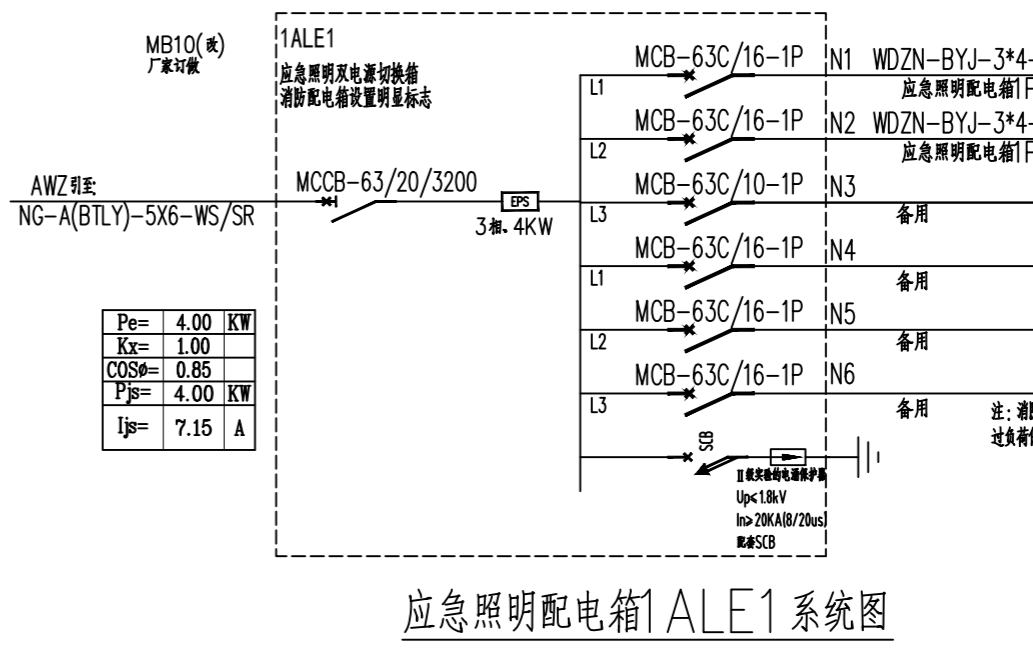 MB10(改)
厂家订做
1ALE1
应急照明双电源切换箱
消防配电箱设置明显标志
AWZ引至:
NG-A(BTLY)-5X6-WS/SR
MCCB-63/20/3200
EPS
3相、4KW
L1 MCB-63C/16-1P N1 WDZN-BYJ-3*4-
应急照明配电箱1F
L2 MCB-63C/16-1P N2 WDZN-BYJ-3*4-
应急照明配电箱1F
L3 MCB-63C/10-1P N3
备用
L1 MCB-63C/16-1P N4
备用
L2 MCB-63C/16-1P N5
备用
L3 MCB-63C/16-1P N6
备用
注:消防
过负荷保
SCB
II级实验的电涌保护器
Up≤1.8kV
In≥20KA(8/20us)
配套SCB
Pe= 4.00 KW
Kx= 1.00
COSø= 0.85
Pjs= 4.00 KW
Ijs= 7.15 A
应急照明配电箱1ALE1系统图